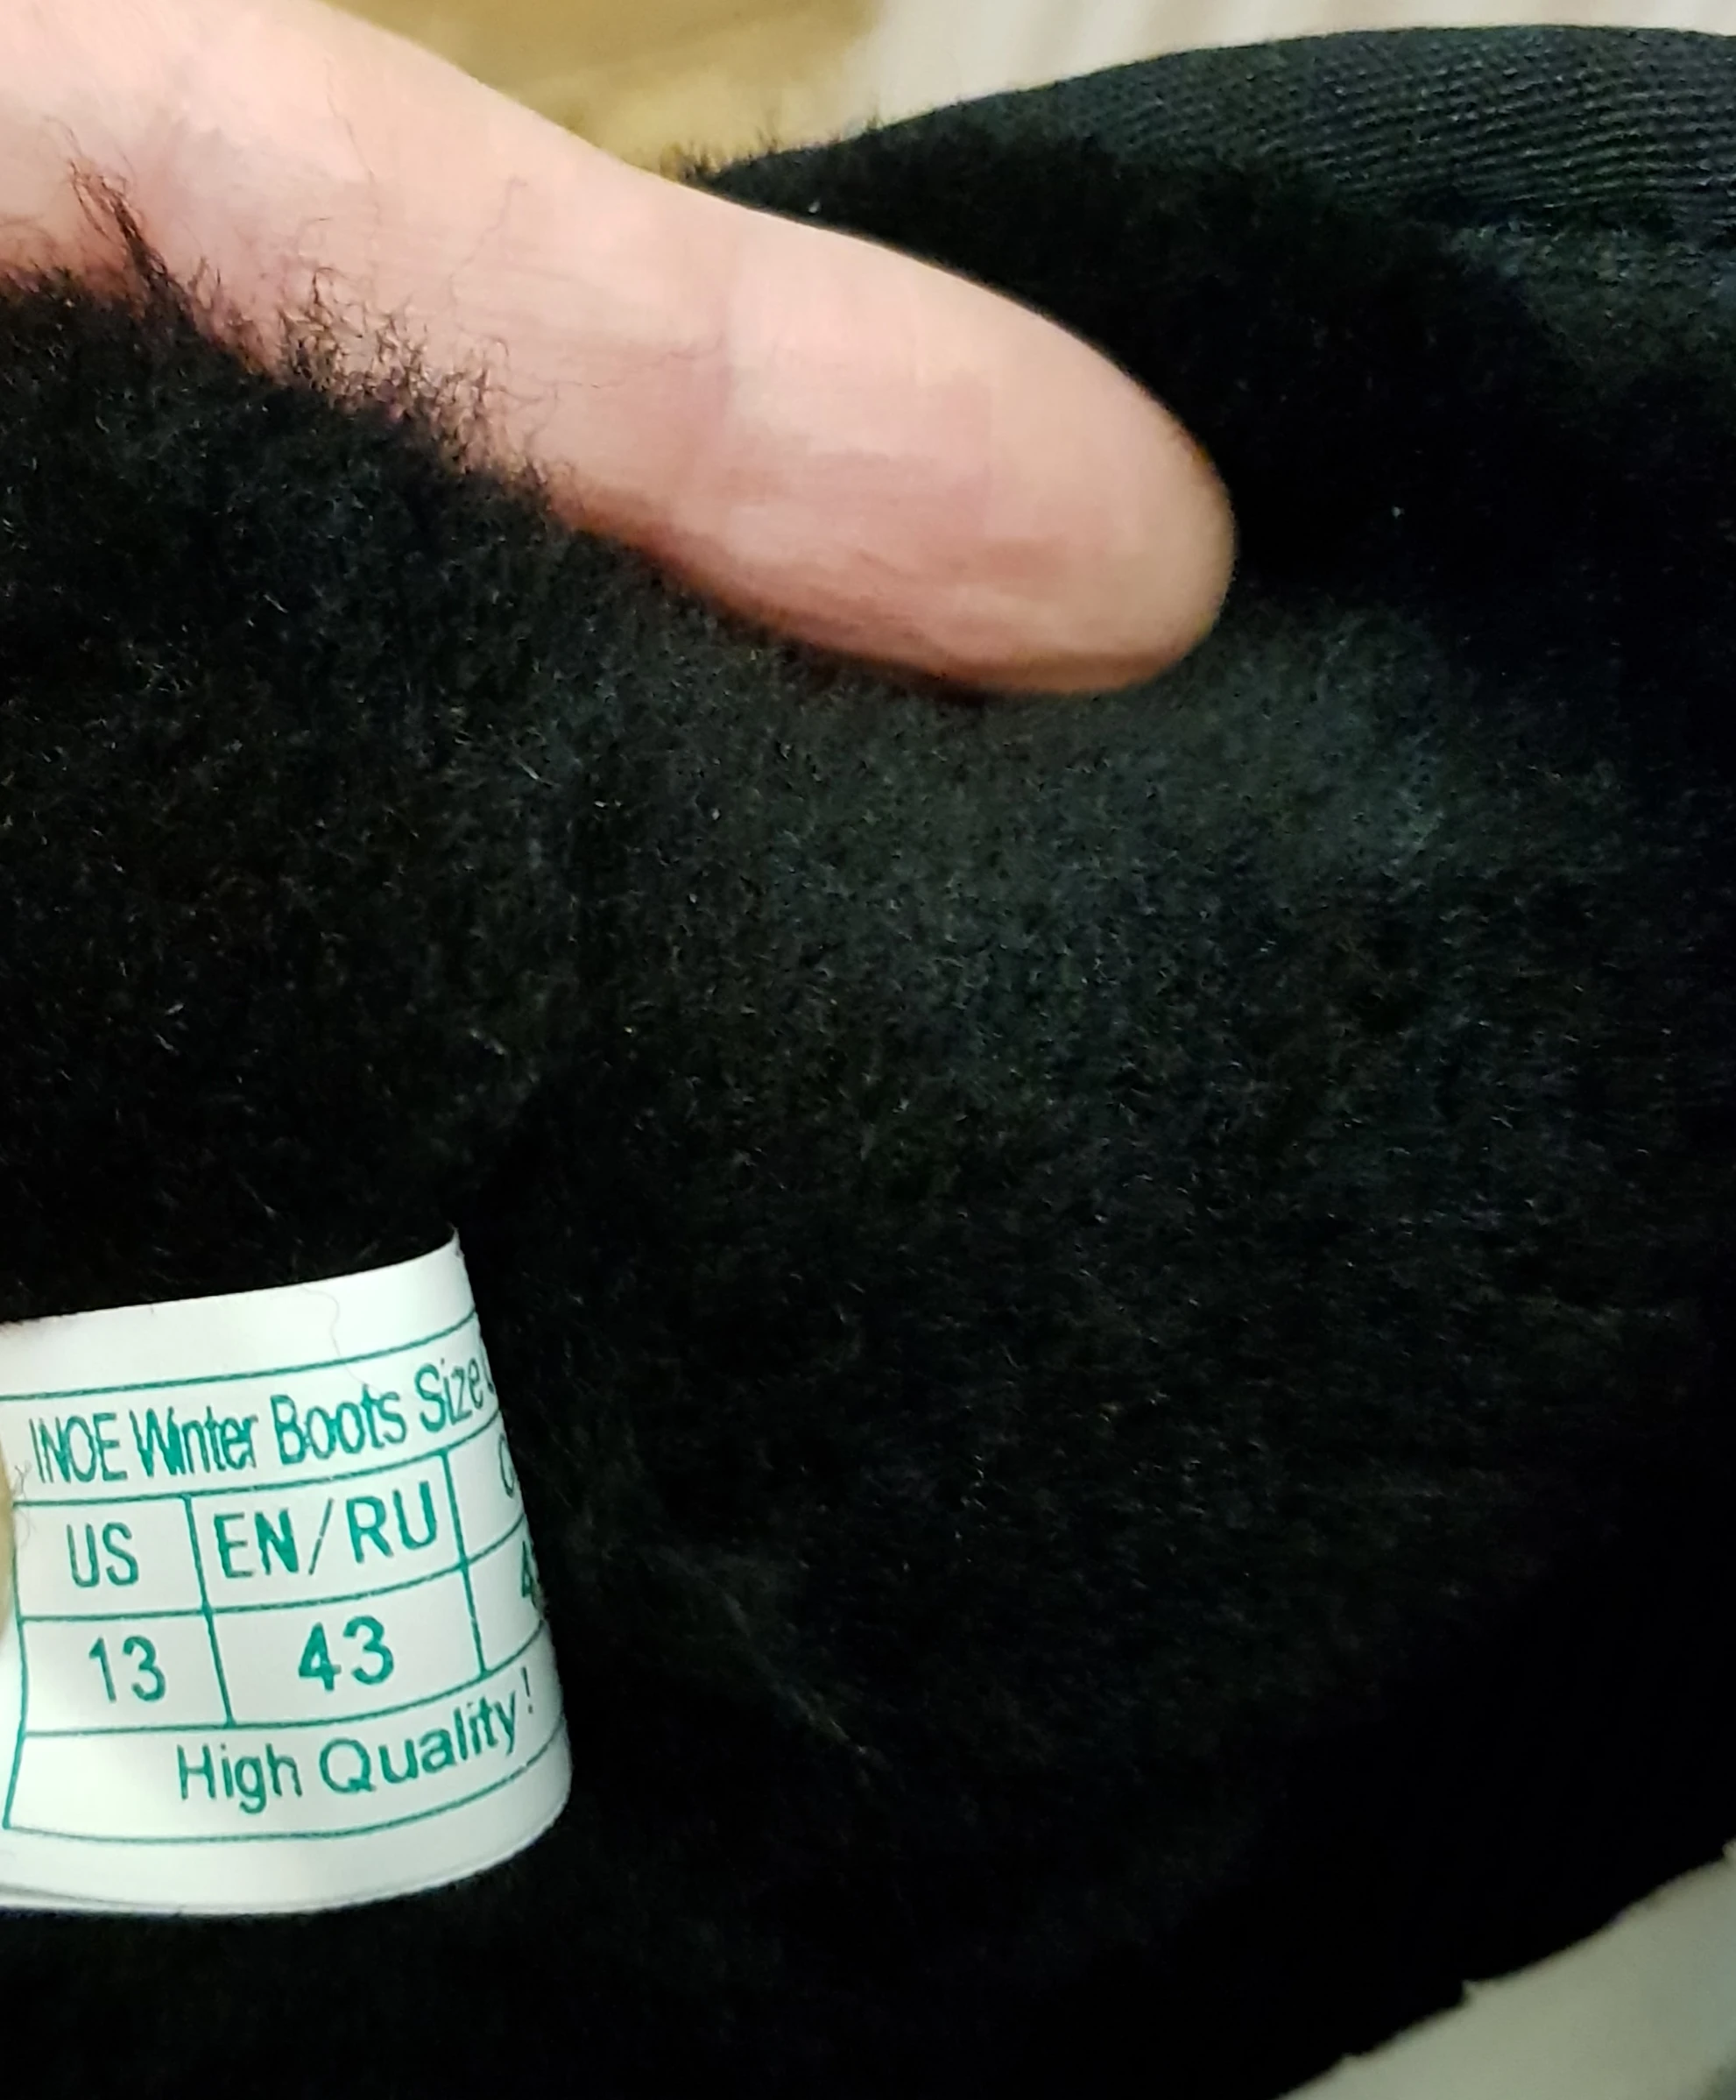 INOE Winter Boots Size
US EN/RU
13 43
High Quality!